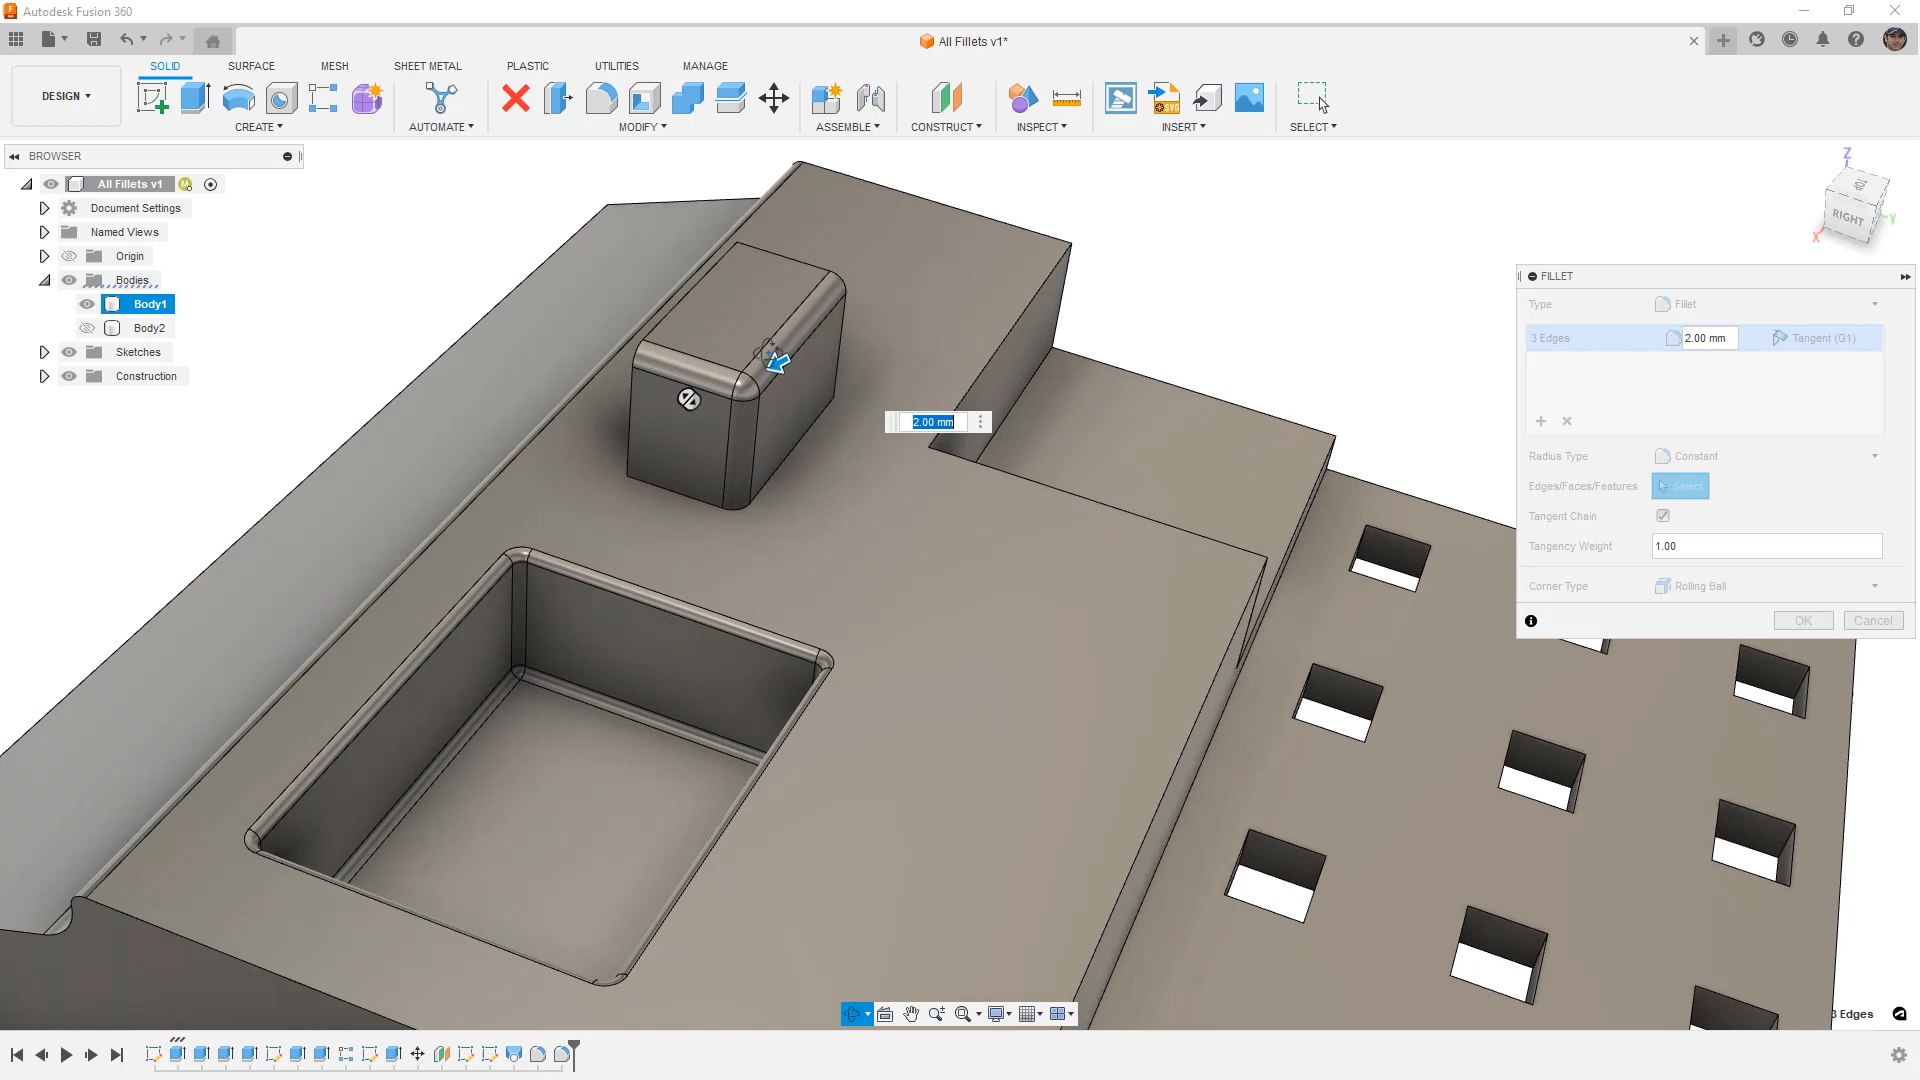 Autodesk Fusion 360
All Fillets v1*
SOLID SURFACE MESH SHEET METAL PLASTIC UTILITIES MANAGE
DESIGN
CREATE AUTOMATE MODIFY ASSEMBLE CONSTRUCT INSPECT INSERT SELECT
BROWSER
All Fillets v1
Document Settings
Named Views
Origin
Bodies
Body1
Body2
Sketches
Construction
Z
TOP
RIGHT
Y
X
FILLET
Type Fillet
3 Edges 2.00 mm Tangent (G1)
Radius Type Constant
Edges/Faces/Features Select
Tangent Chain
Tangency Weight 1.00
Corner Type Rolling Ball
OK Cancel
2.00 mm
3 Edges